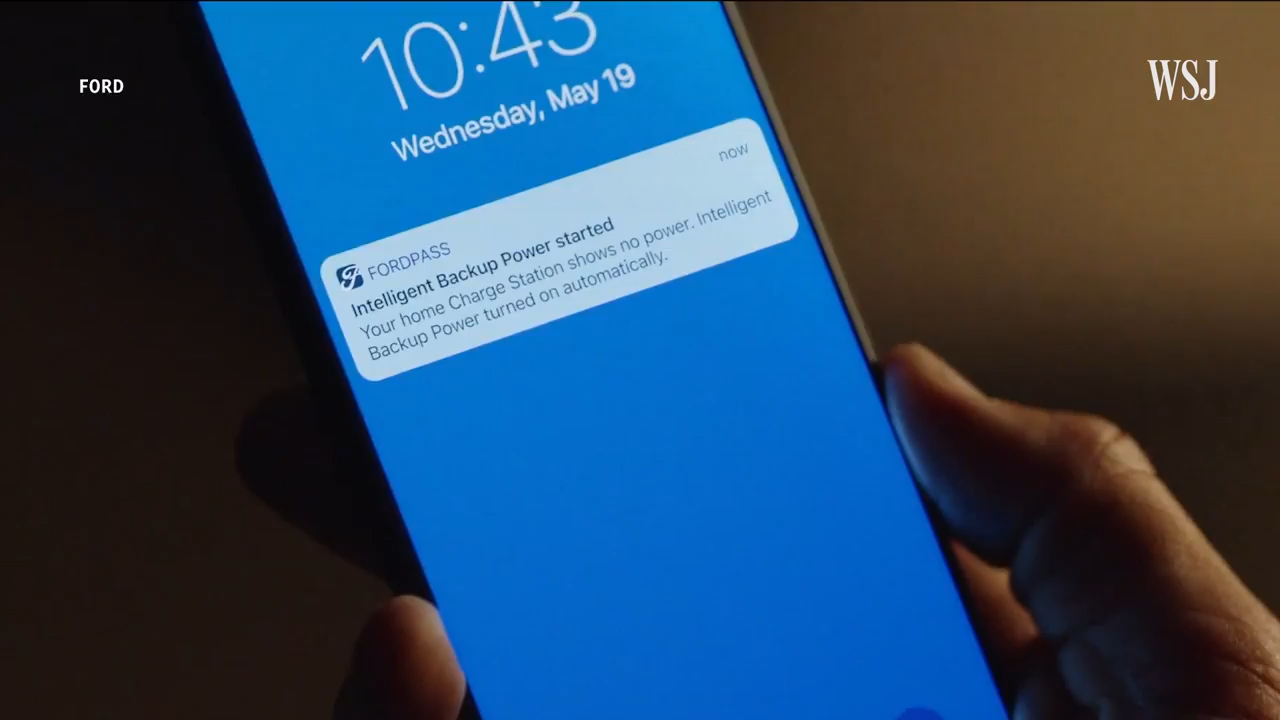 FORD
WSJ
10:43
Wednesday, May 19
now
FORDPASS
Intelligent Backup Power started
Your home Charge Station shows no power. Intelligent
Backup Power turned on automatically.